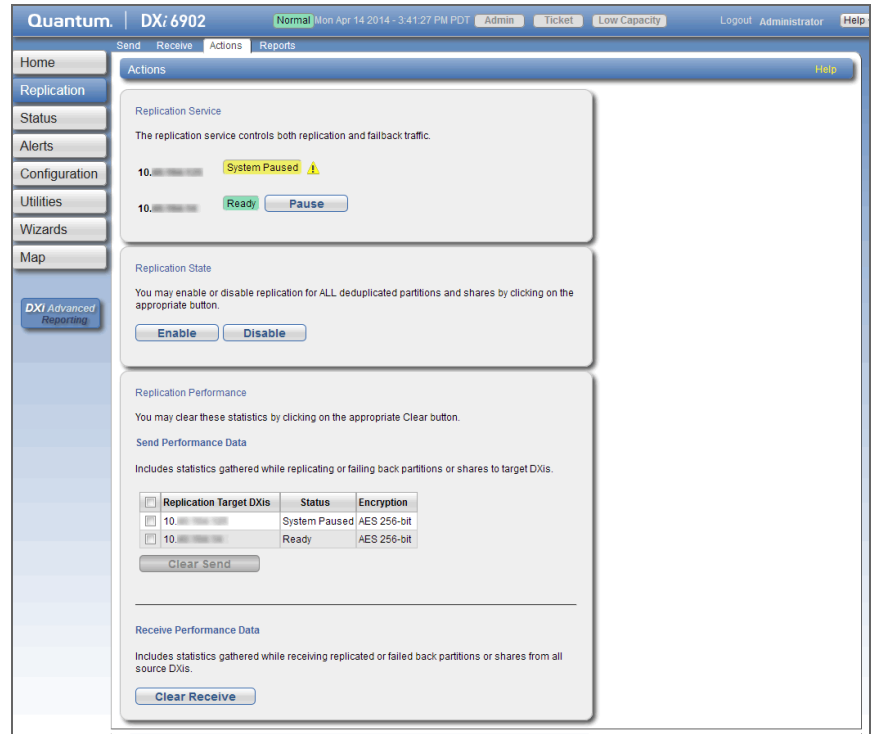 Quantum. DXi 6902 Normal Mon Apr 14 2014 - 3:41:27 PM PDT Admin Ticket Low Capacity Logout Administrator Help
Send Receive Actions Reports
Home
Replication
Status
Alerts
Configuration
Utilities
Wizards
Map
DXi Advanced
Reporting
Actions Help
Replication Service
The replication service controls both replication and failback traffic.
10. System Paused
10. Ready Pause
Replication State
You may enable or disable replication for ALL deduplicated partitions and shares by clicking on the
appropriate button.
Enable Disable
Replication Performance
You may clear these statistics by clicking on the appropriate Clear button.
Send Performance Data
Includes statistics gathered while replicating or failing back partitions or shares to target DXis.
Replication Target DXis Status Encryption
10. System Paused AES 256-bit
10. Ready AES 256-bit
Clear Send
Receive Performance Data
Includes statistics gathered while receiving replicated or failed back partitions or shares from all
source DXis.
Clear Receive